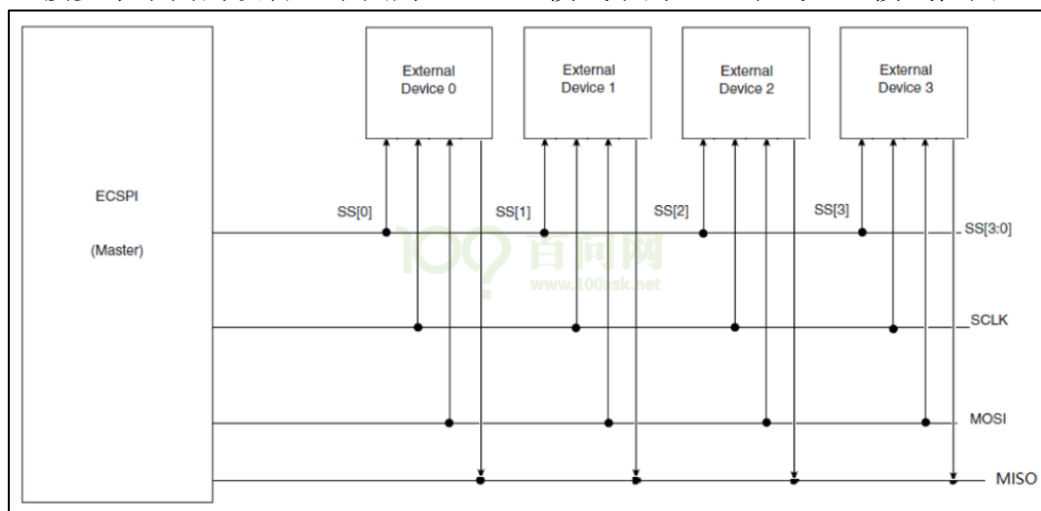 External
Device 0
External
Device 1
External
Device 2
External
Device 3
ECSPI
(Master)
SS[0]
SS[1]
SS[2]
SS[3]
SS[3:0]
百问网
www.100ask.net
SCLK
MOSI
MISO